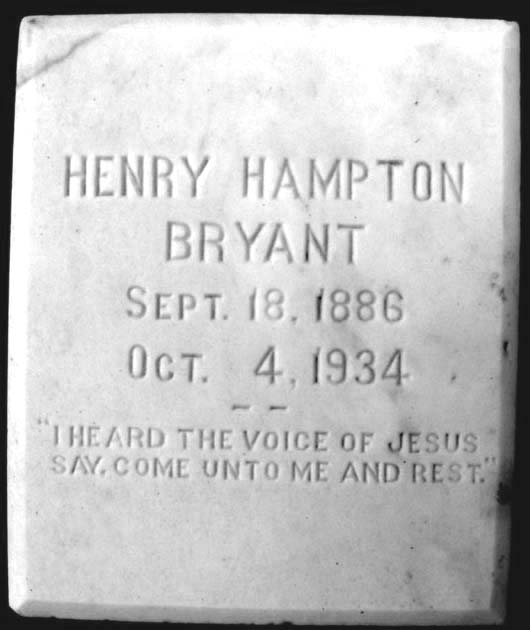 HENRY HAMPTON
BRYANT
SEPT. 18, 1886
OCT. 4, 1934
— —
"I HEARD THE VOICE OF JESUS
SAY, COME UNTO ME AND REST."